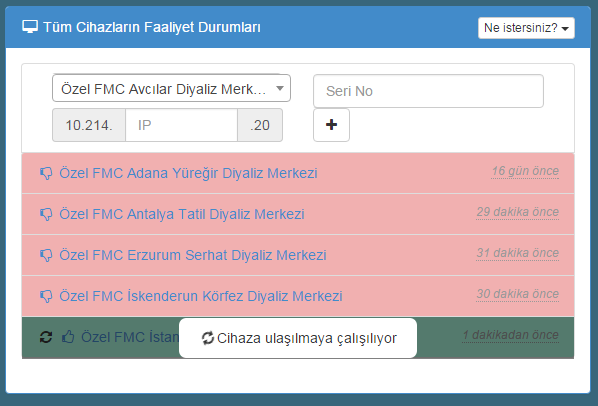 Tüm Cihazların Faaliyet Durumları
Ne istersiniz?
Özel FMC Avcılar Diyaliz Merk...
Seri No
10.214. IP .20
Özel FMC Adana Yüreğir Diyaliz Merkezi
16 gün önce
Özel FMC Antalya Tatil Diyaliz Merkezi
29 dakika önce
Özel FMC Erzurum Serhat Diyaliz Merkezi
31 dakika önce
Özel FMC İskenderun Körfez Diyaliz Merkezi
30 dakika önce
Özel FMC İstan
Cihaza ulaşılmaya çalışılıyor
1 dakikadan önce